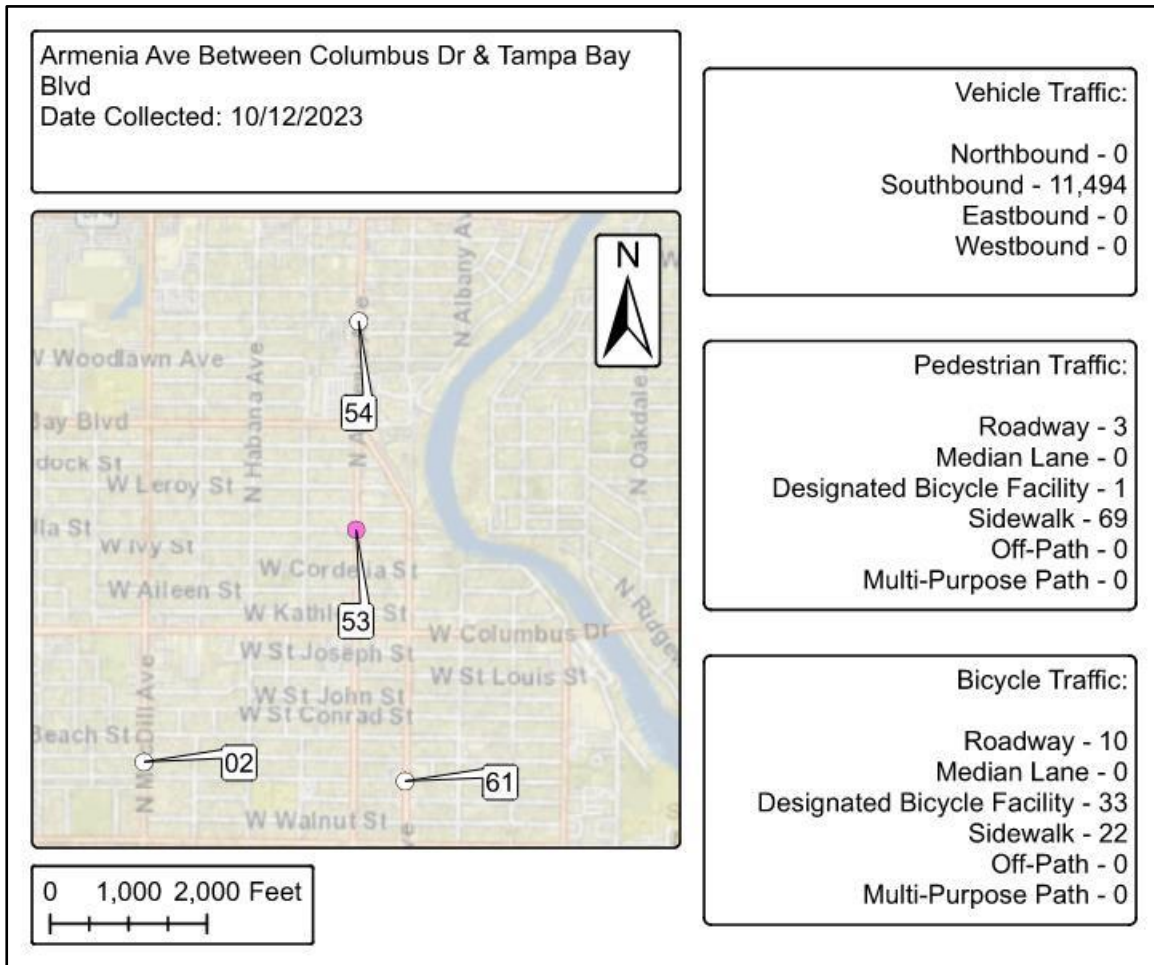 Armenia Ave Between Columbus Dr & Tampa Bay
Blvd
Date Collected: 10/12/2023
Vehicle Traffic:
Northbound - 0
Southbound - 11,494
Eastbound - 0
Westbound - 0
Pedestrian Traffic:
Roadway - 3
Median Lane - 0
Designated Bicycle Facility - 1
Sidewalk - 69
Off-Path - 0
Multi-Purpose Path - 0
Bicycle Traffic:
Roadway - 10
Median Lane - 0
Designated Bicycle Facility - 33
Sidewalk - 22
Off-Path - 0
Multi-Purpose Path - 0
N
N Albany Av
W Woodlawn Ave
N Habana Ave
54
N Oakdale
Bay Blvd
dock St
W Leroy St
lla St
W Ivy St
W Cordelia St
W Aileen St
W Kathl St
53
N Ridgew
W Columbus Dr
W St Joseph St
W St Louis St
W St John St
W St Conrad St
Beach St
02
61
W Walnut St
0 1,000 2,000 Feet